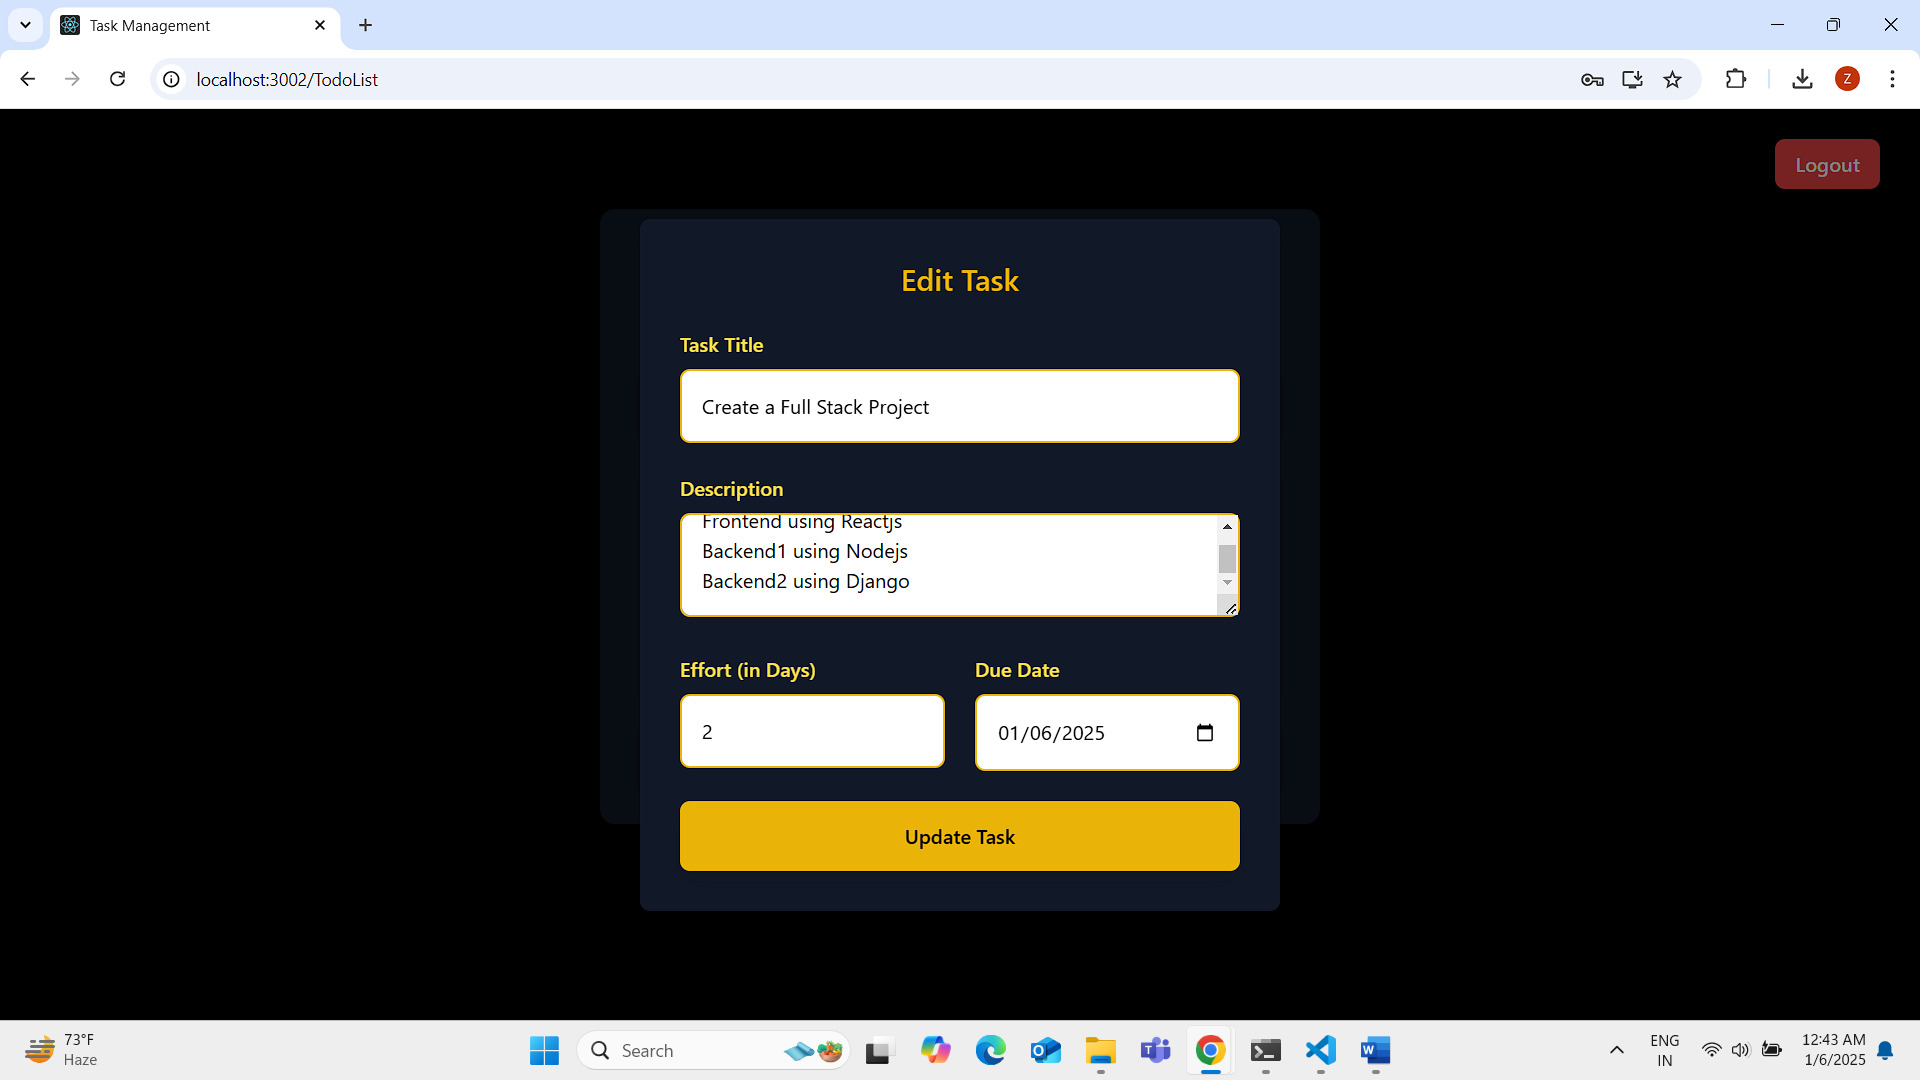 Task Management
localhost:3002/TodoList
Z
Logout
Edit Task
Task Title
Create a Full Stack Project
Description
Frontend using Reactjs
Backend1 using Nodejs
Backend2 using Django
Effort (in Days)
Due Date
2
01/06/2025
Update Task
73°F
Haze
Search
ENG
IN
12:43 AM
1/6/2025